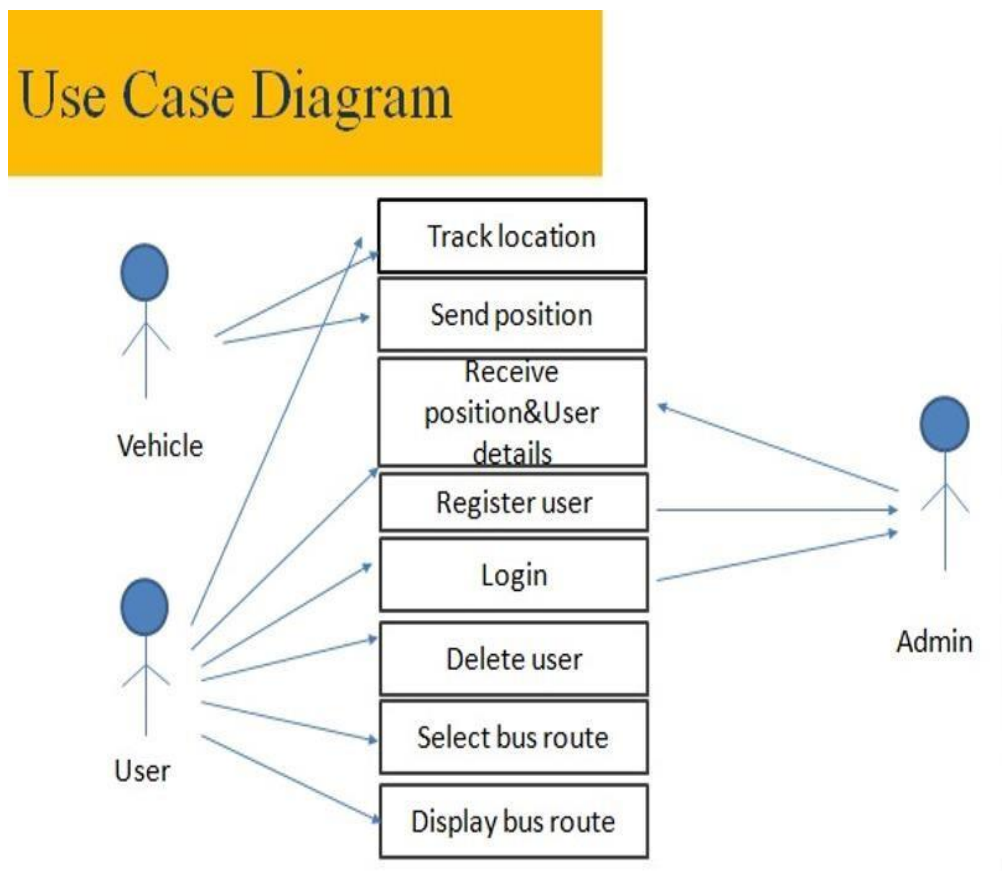 Use Case Diagram
Track location
Send position
Receive
position&User
details
Register user
Login
Delete user
Select bus route
Display bus route
Vehicle
User
Admin